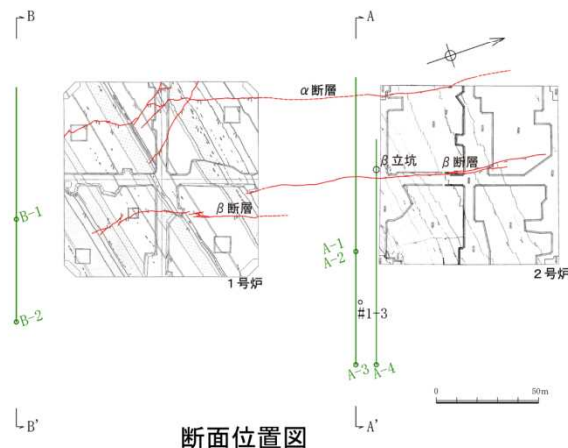 B
A
α断層
β立坑
β断層
B-1
β断層
A-1
A-2
1号炉
2号炉
#1-3
B-2
A-3
A-4
0
50m
B'
A'
断面位置図